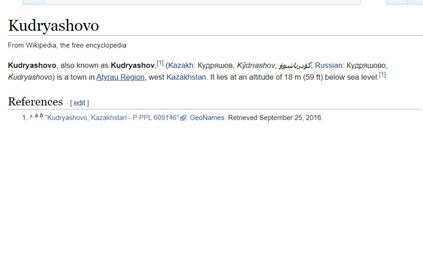 Kudryashovo
From Wikipedia, the free encyclopedia
Kudryashovo, also known as Kudryashov,[1] (Kazakh: Кудряшов, Kýdrıashov, كۋدرياشوۆ, Russian: Кудряшово,
Kudryashovo) is a town in Atyrau Region, west Kazakhstan. It lies at an altitude of 18 m (59 ft) below sea level.[1]
References [ edit ]
1. ^ a b "Kudryashovo, Kazakhstan - P PPL 609146". GeoNames. Retrieved September 25, 2016.